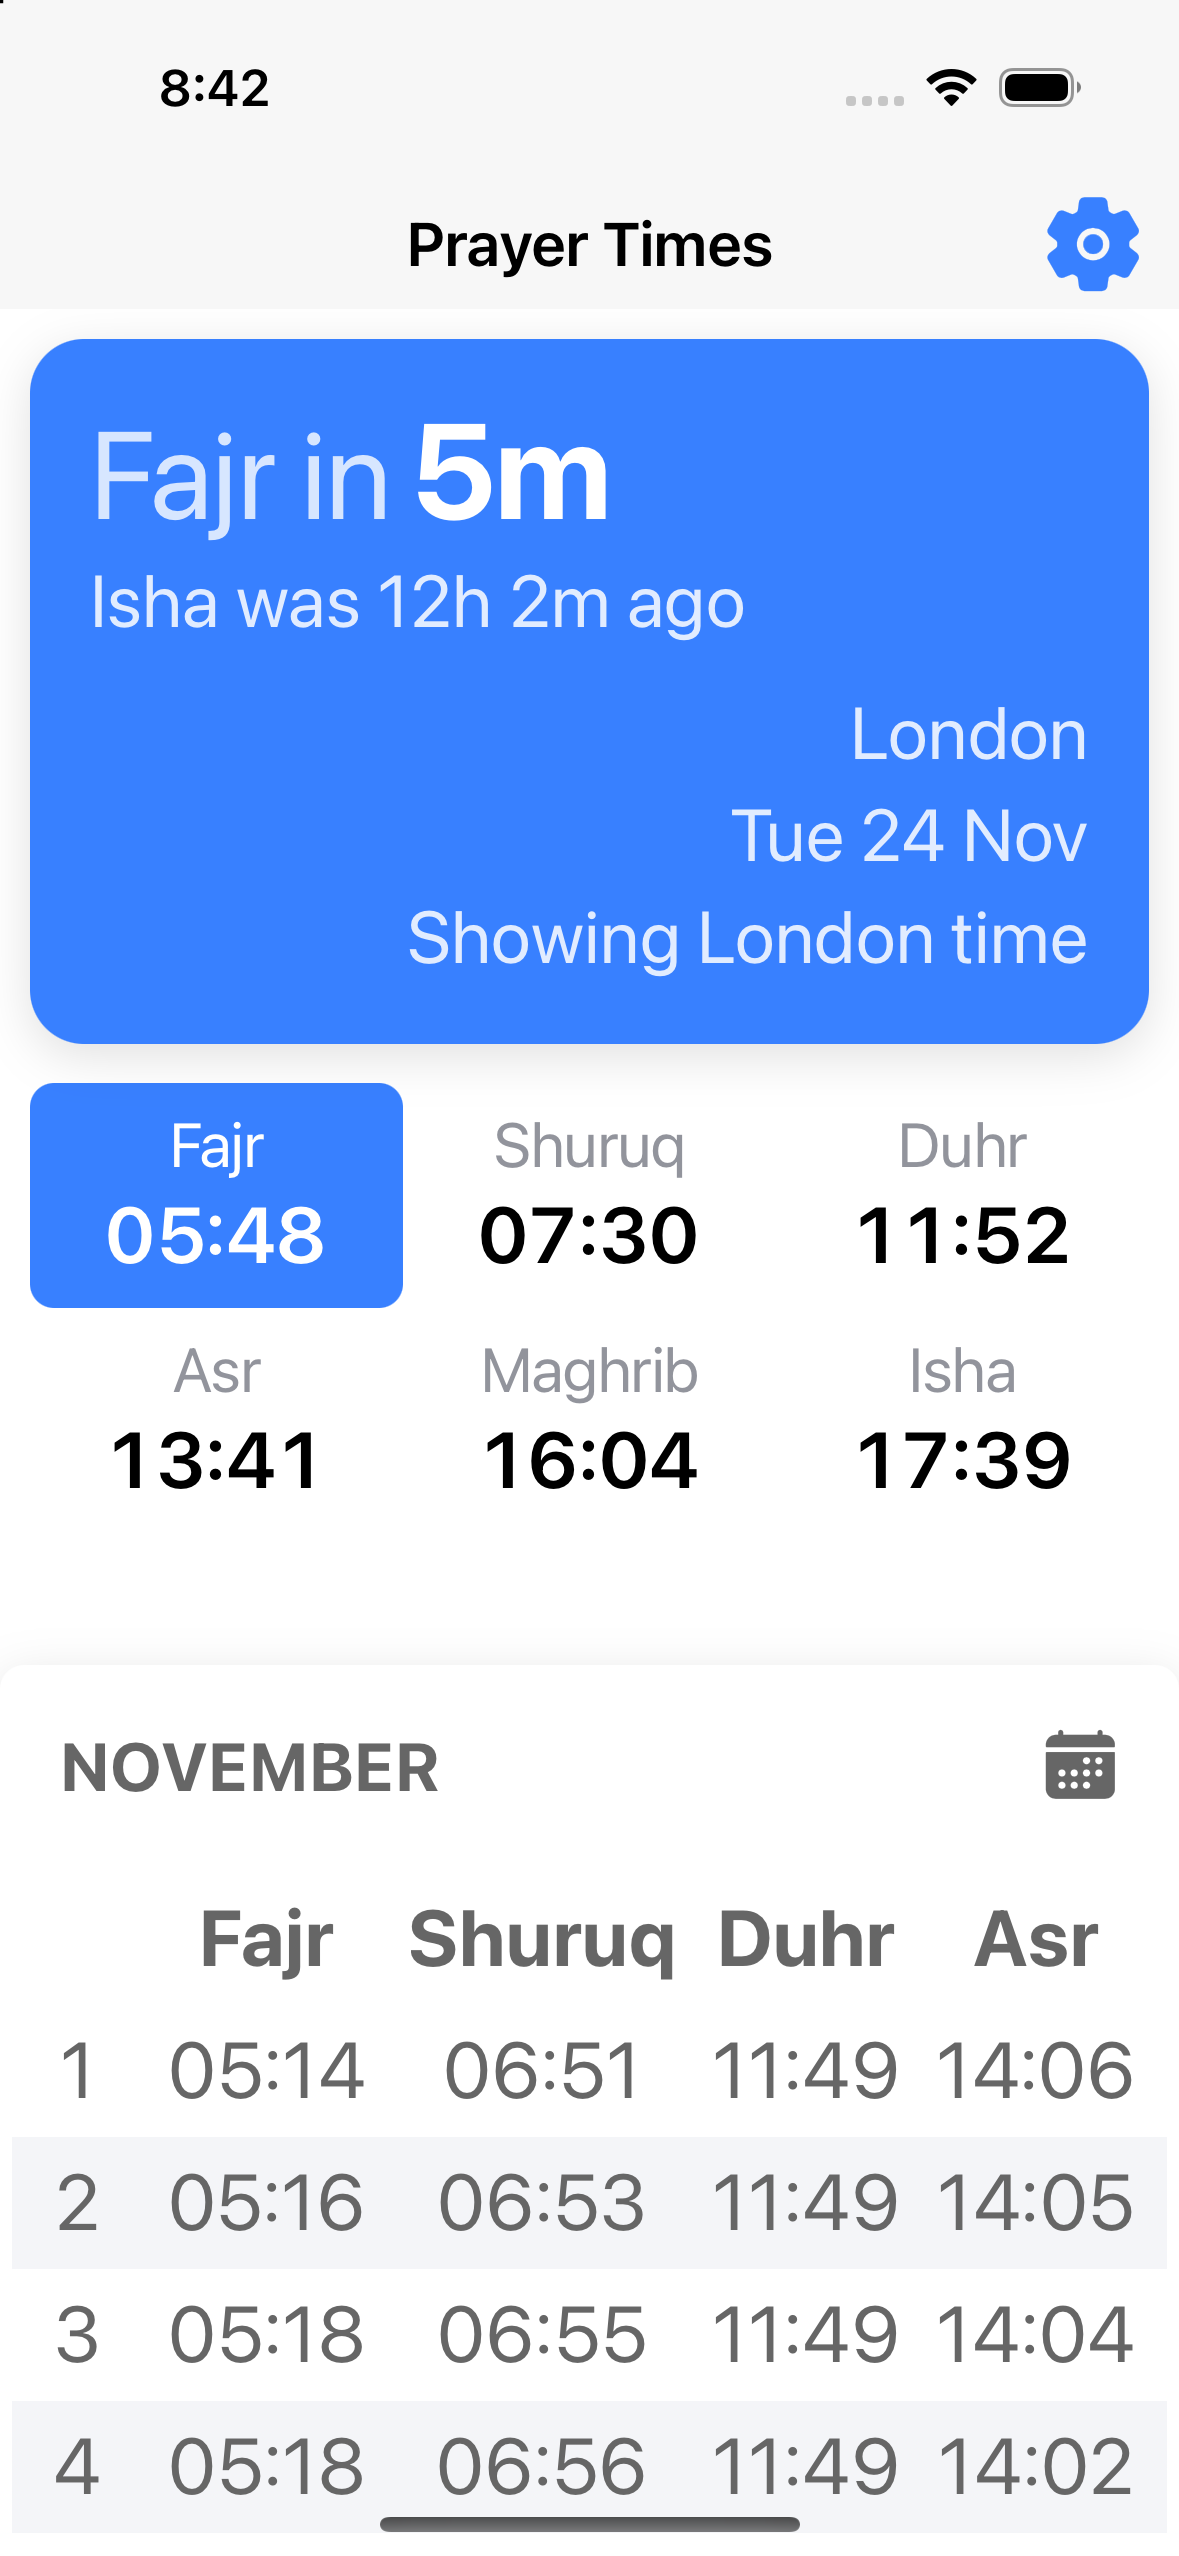 8:42
Prayer Times
Fajr in 5m
Isha was 12h 2m ago
London
Tue 24 Nov
Showing London time
Fajr Shuruq Duhr
05:48 07:30 11:52
Asr Maghrib Isha
13:41 16:04 17:39
NOVEMBER
Fajr Shuruq Duhr Asr
1 05:14 06:51 11:49 14:06
2 05:16 06:53 11:49 14:05
3 05:18 06:55 11:49 14:04
4 05:18 06:56 11:49 14:02